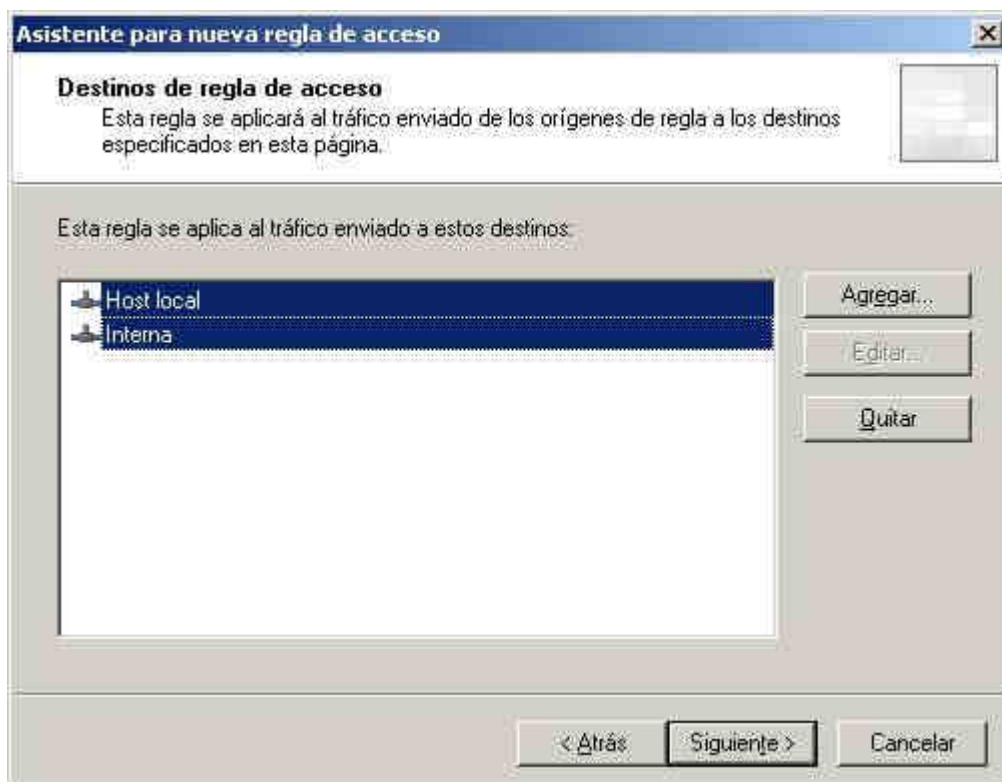 Asistente para nueva regla de acceso
Destinos de regla de acceso
Esta regla se aplicará al tráfico enviado de los orígenes de regla a los destinos
especificados en esta página.
Esta regla se aplica al tráfico enviado a estos destinos:
Host local
Interna
Agregar...
Editar...
Quitar
< Atrás
Siguiente >
Cancelar